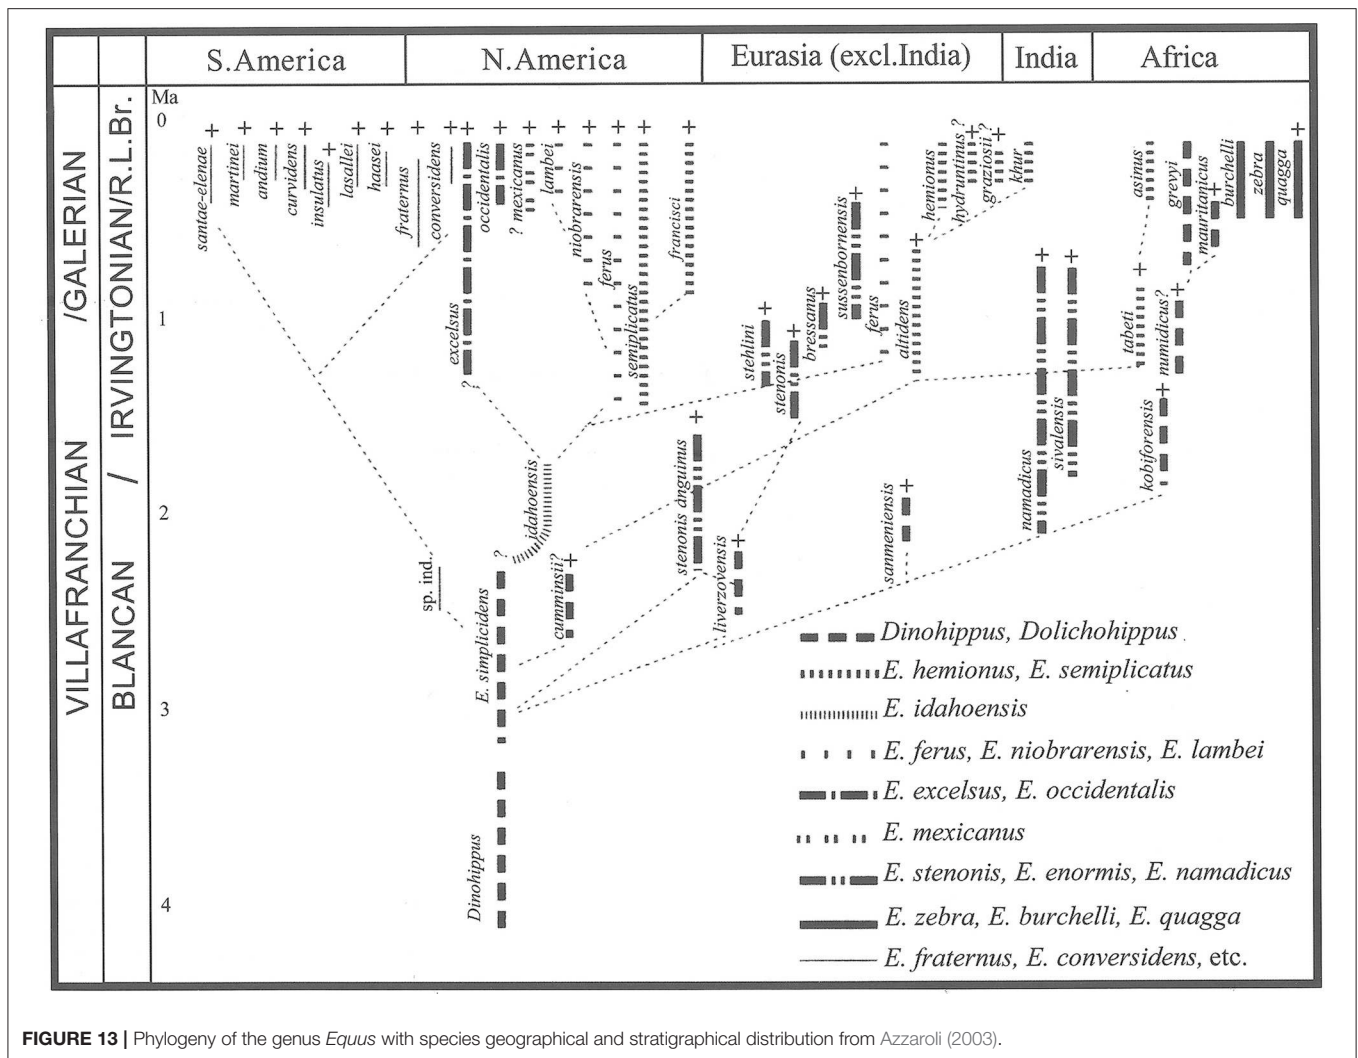 S.America
N.America
Eurasia (excl.India)
India
Africa
VILLAFRANCHIAN /GALERIAN
BLANCAN / IRVINGTONIAN/R.L.Br.
Ma
0
1
2
3
4
santae-elenae
martinei
andium
curvidens
insulatus
lasallei
haasei
fraternus
conversidens
excelsus
?
occidentalis
? mexicanus
lambei
niobrarensis
ferus
semiplicatus
francisci
idahoensis
sp. ind.
?
E. simplicidens
cumminsii?
Dinohippus
stenonis anguinus
liverzovensis
stehlini
stenonis
bressanus
sussenbornensis
ferus
altidens
hemionus
hydruntinus ?
graziosii ?
khur
sanmeniensis
namadicus
sivalensis
asinus
tabeti
grevyi
mauritanicus
numidicus?
kobiforensis
burchelli
zebra
quagga
Dinohippus, Dolichohippus
E. hemionus, E. semiplicatus
E. idahoensis
E. ferus, E. niobrarensis, E. lambei
E. excelsus, E. occidentalis
E. mexicanus
E. stenonis, E. enormis, E. namadicus
E. zebra, E. burchelli, E. quagga
E. fraternus, E. conversidens, etc.
FIGURE 13 | Phylogeny of the genus Equus with species geographical and stratigraphical distribution from Azzaroli (2003).